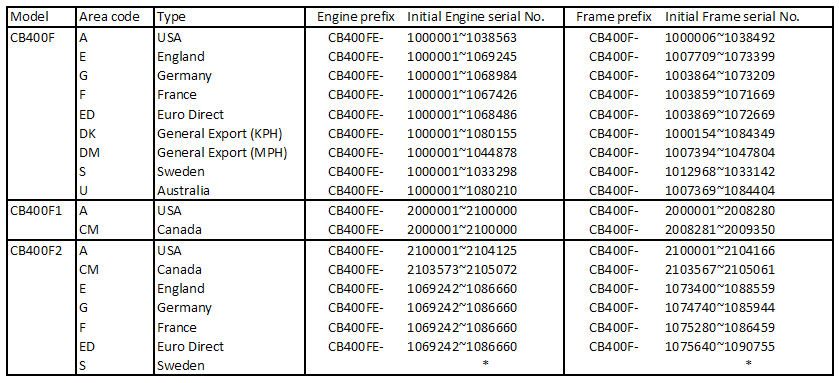 Model Area code Type Engine prefix Initial Engine serial No. Frame prefix Initial Frame serial No.
CB400F A USA CB400FE- 1000001~1038563 CB400F- 1000006~1038492
E England CB400FE- 1000001~1069245 CB400F- 1007709~1073399
G Germany CB400FE- 1000001~1068984 CB400F- 1003864~1073209
F France CB400FE- 1000001~1067426 CB400F- 1003859~1071669
ED Euro Direct CB400FE- 1000001~1068486 CB400F- 1003869~1072669
DK General Export (KPH) CB400FE- 1000001~1080155 CB400F- 1000154~1084349
DM General Export (MPH) CB400FE- 1000001~1044878 CB400F- 1007394~1047804
S Sweden CB400FE- 1000001~1033298 CB400F- 1012968~1033142
U Australia CB400FE- 1000001~1080210 CB400F- 1007369~1084404
CB400F1 A USA CB400FE- 2000001~2100000 CB400F- 2000001~2008280
CM Canada CB400FE- 2000001~2100000 CB400F- 2008281~2009350
CB400F2 A USA CB400FE- 2100001~2104125 CB400F- 2100001~2104166
CM Canada CB400FE- 2103573~2105072 CB400F- 2103567~2105061
E England CB400FE- 1069242~1086660 CB400F- 1073400~1088559
G Germany CB400FE- 1069242~1086660 CB400F- 1074740~1085944
F France CB400FE- 1069242~1086660 CB400F- 1075280~1086459
ED Euro Direct CB400FE- 1069242~1086660 CB400F- 1075640~1090755
S Sweden * *